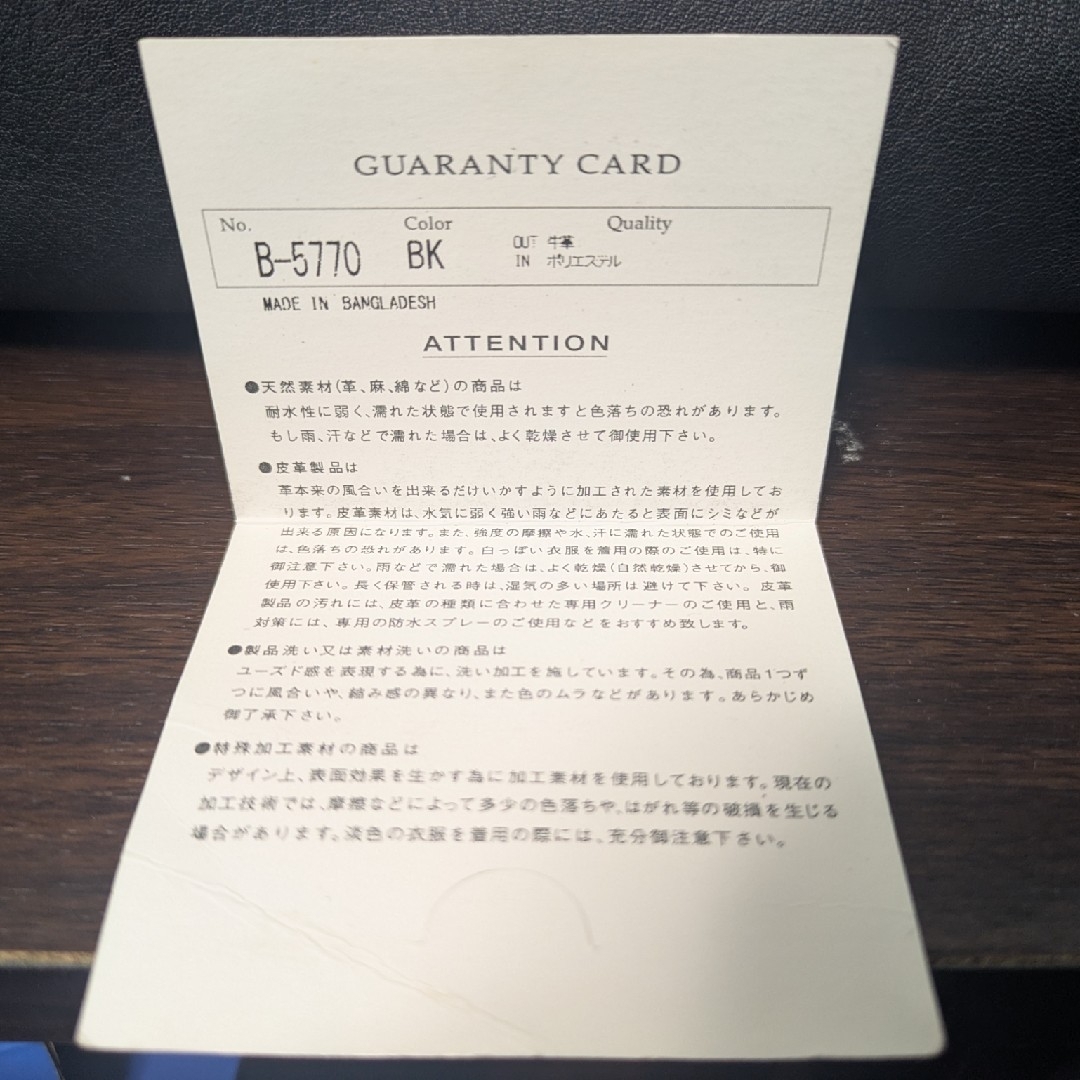 GUARANTY CARD
No. Color Quality
B-5770 BK OUT 牛革
IN ポリエステル
MADE IN BANGLADESH
ATTENTION
●天然素材(革、麻、綿など)の商品は
耐水性に弱く、濡れた状態で使用されますと色落ちの恐れがあります。
もし雨、汗などで濡れた場合は、よく乾燥させて御使用下さい。
●皮革製品は
革本来の風合いを出来るだけいかすように加工された素材を使用してお
ります。皮革素材は、水気に弱く強い雨などにあたると表面にシミなどが
出来る原因になります。また、強度の摩擦や水、汗に濡れた状態でのご使用
は、色落ちの恐れがあります。白っぽい衣服を着用の際のご使用は、特に
御注意下さい。雨などで濡れた場合は、よく乾燥(自然乾燥)させてから、御
使用下さい。長く保管される時は、湿気の多い場所は避けて下さい。皮革
製品の汚れには、皮革の種類に合わせた専用クリーナーのご使用と、雨
対策には、専用の防水スプレーのご使用などをおすすめ致します。
●製品洗い又は素材洗いの商品は
ユーズド感を表現する為に、洗い加工を施しています。その為、商品1つず
つに風合いや、縮み感の異なり、また色のムラなどがあります。あらかじめ
御了承下さい。
●特殊加工素材の商品は
デザイン上、表面効果を生かす為に加工素材を使用しております。現在の
加工技術では、摩擦などによって多少の色落ちや、はがれ等の破損を生じる
場合があります。淡色の衣服を着用の際には、充分御注意下さい。